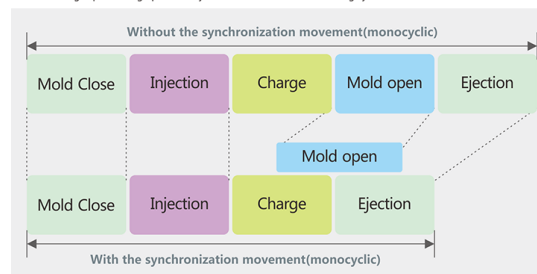 Without the synchronization movement(monocyclic)
Mold Close Injection Charge Mold open Ejection
Mold open
Mold Close Injection Charge Ejection
With the synchronization movement(monocyclic)